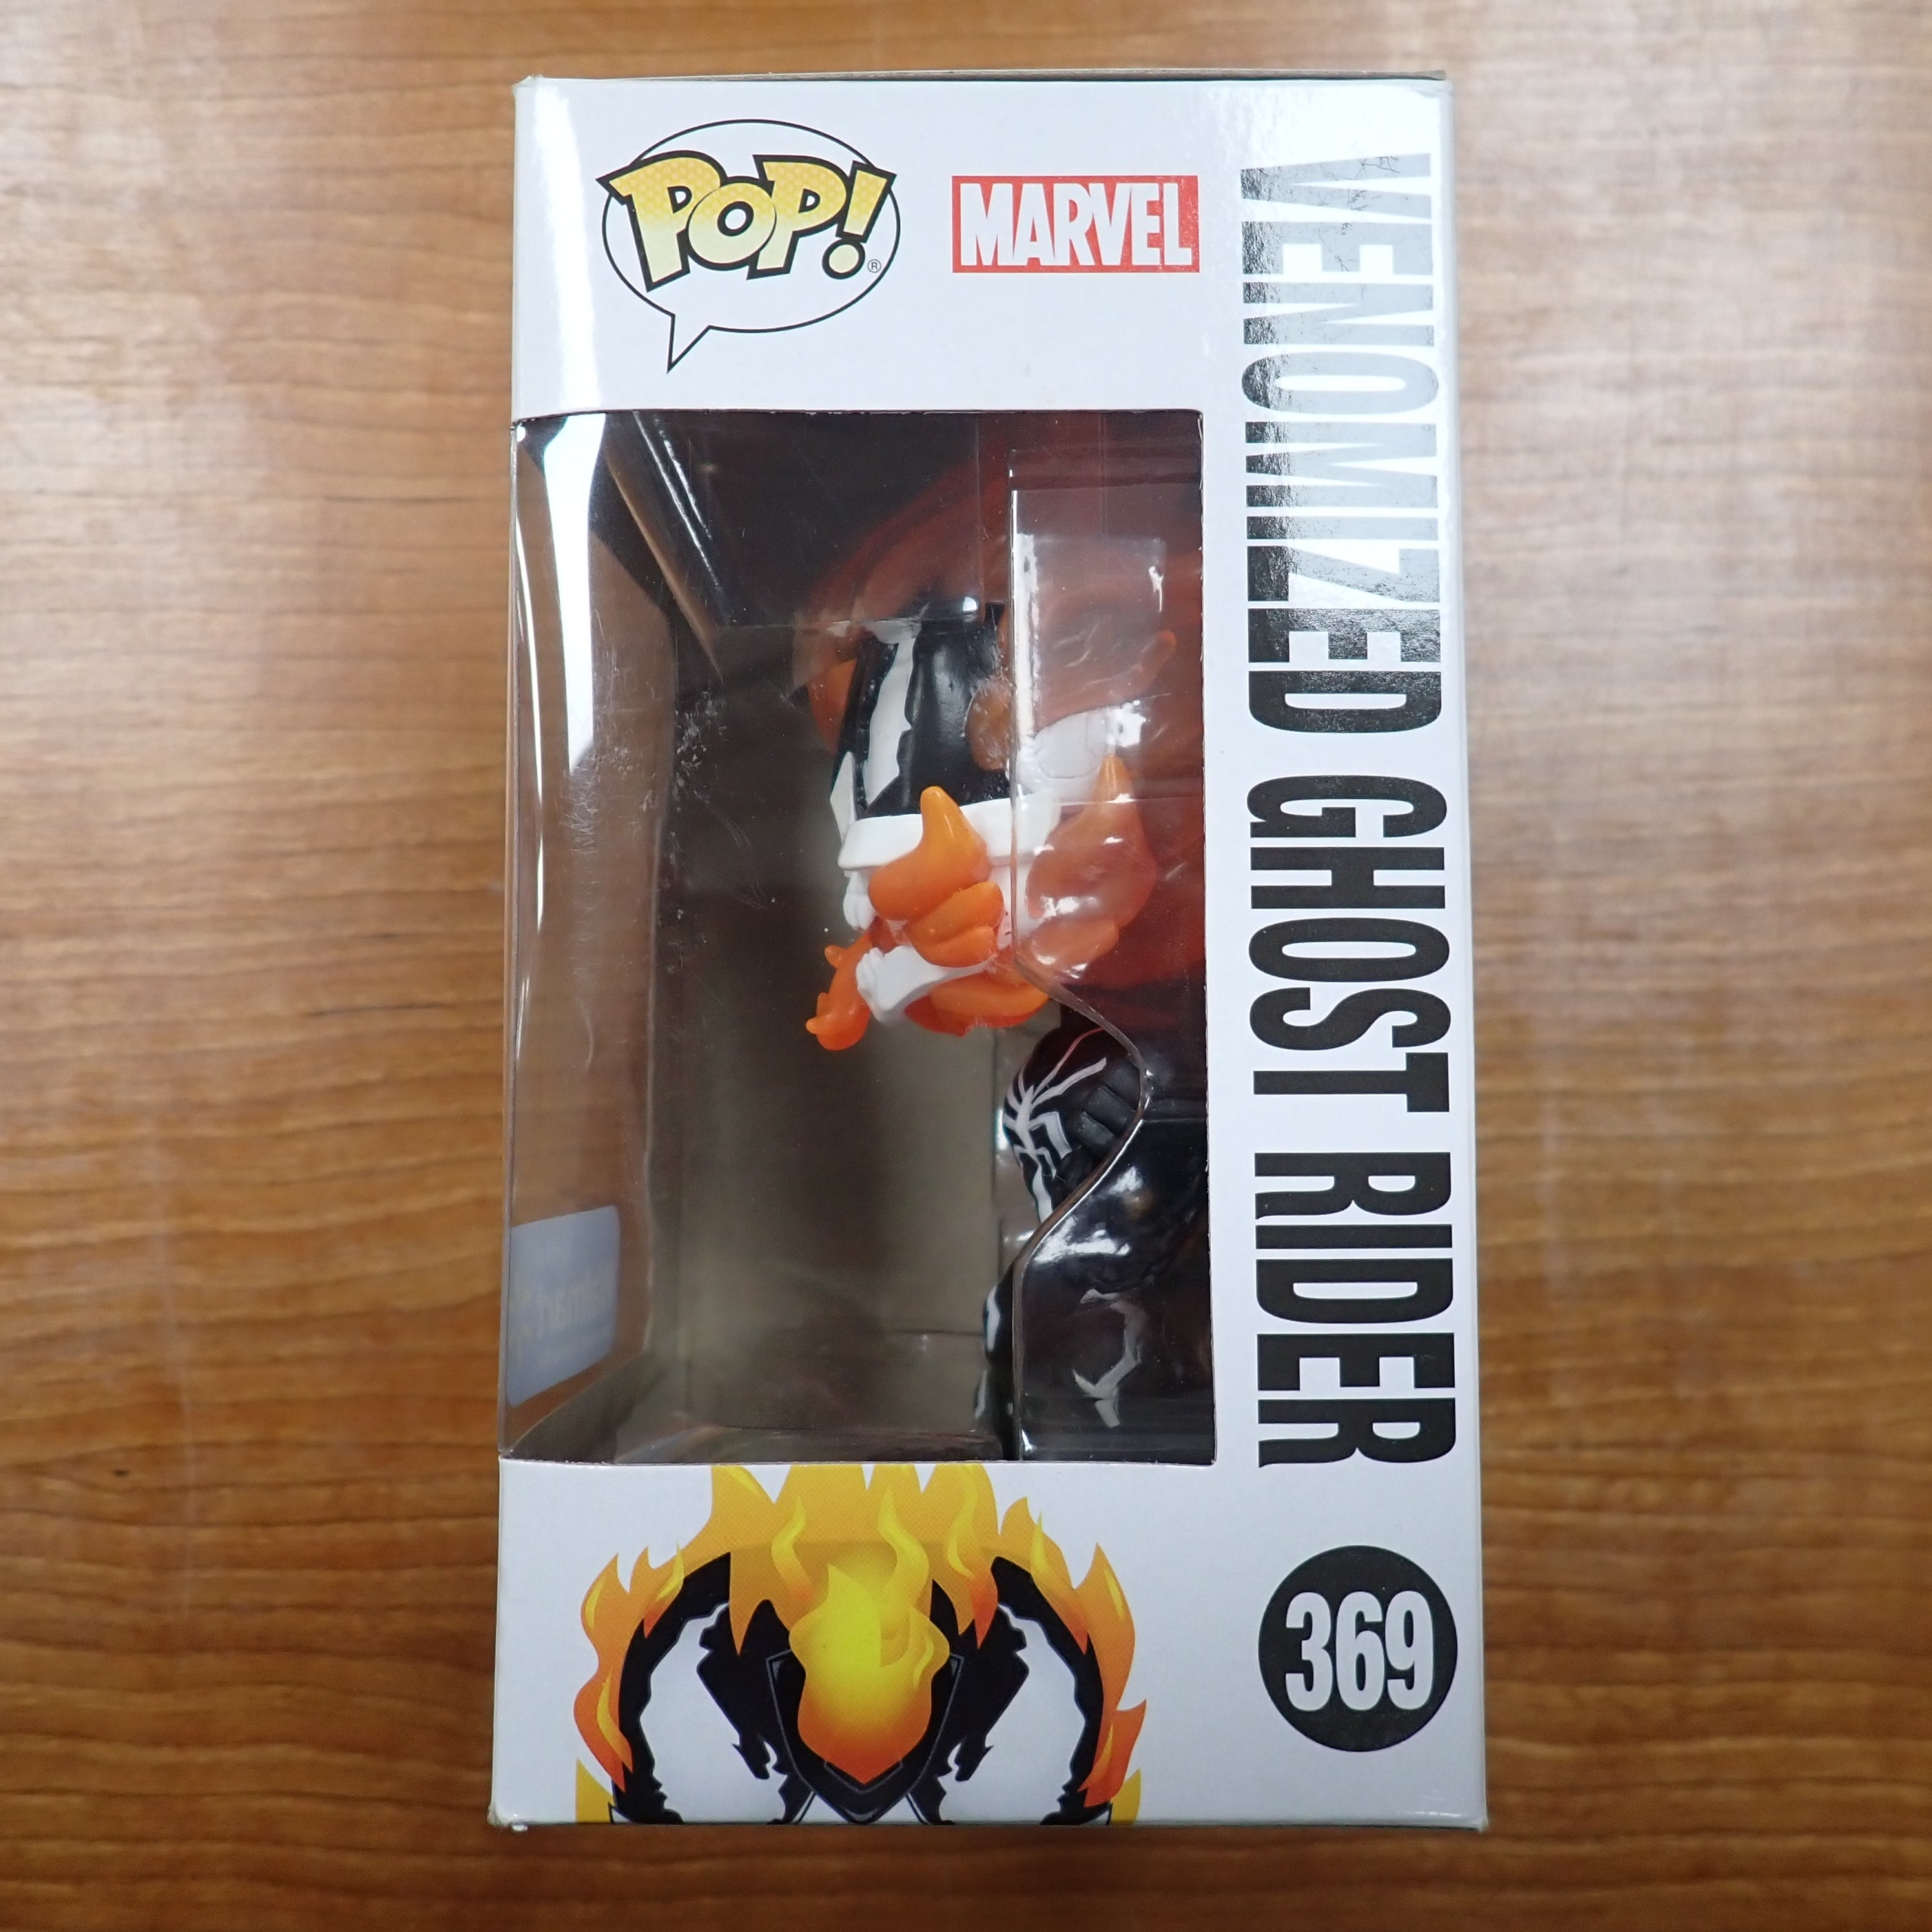 POP!®
MARVEL
VENOMIZED GHOST RIDER
369